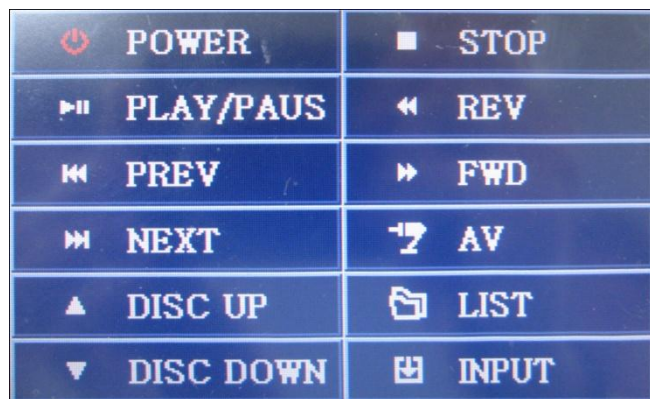 POWER
STOP
PLAY/PAUS
REV
PREV
FWD
NEXT
AV
DISC UP
LIST
DISC DOWN
INPUT